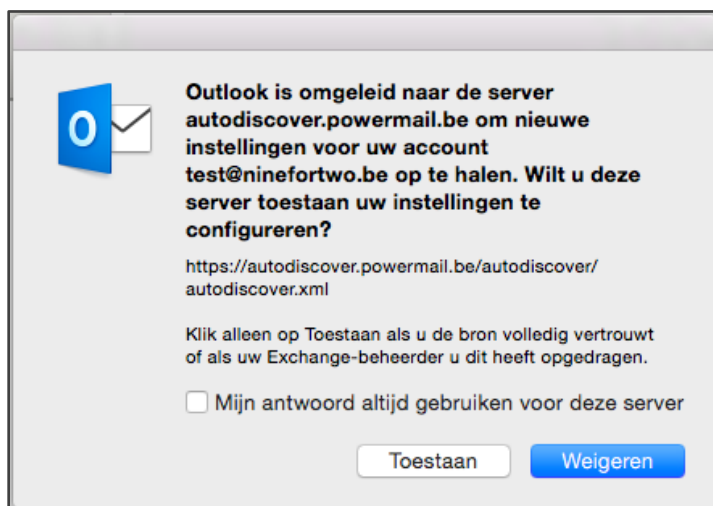 Outlook is omgeleid naar de server
autodiscover.powermail.be om nieuwe
instellingen voor uw account
test@ninefortwo.be op te halen. Wilt u deze
server toestaan uw instellingen te
configureren?
https://autodiscover.powermail.be/autodiscover/
autodiscover.xml
Klik alleen op Toestaan als u de bron volledig vertrouwt
of als uw Exchange-beheerder u dit heeft opgedragen.
Mijn antwoord altijd gebruiken voor deze server
Toestaan
Weigeren